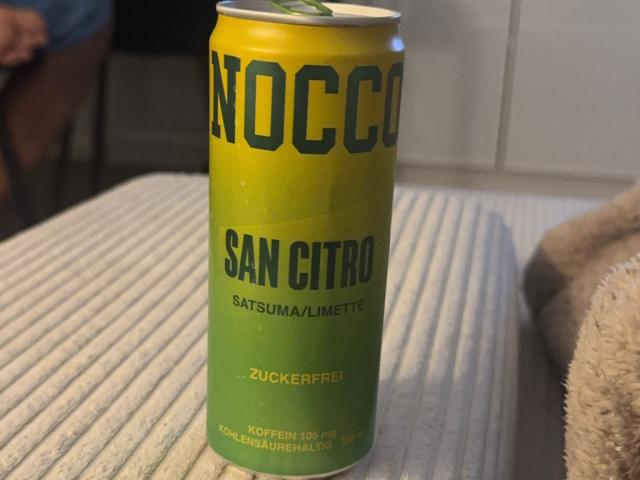 NOCCO
SAN CITRO
SATSUMA/LIMETTE
ZUCKERFREI
KOFFEIN 105 mg
KOHLENSÄUREHALTIG